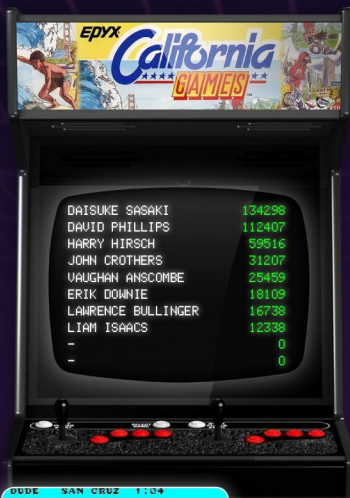 EPYX
California
GAMES
DAISUKE SASAKI 134298
DAVID PHILLIPS 112407
HARRY HIRSCH 59516
JOHN CROTHERS 31207
VAUGHAN ANSCOMBE 25459
ERIK DOWNIE 18109
LAWRENCE BULLINGER 16738
LIAM ISAACS 12338
- 0
- 0
DUDE SAN CRUZ 1:04